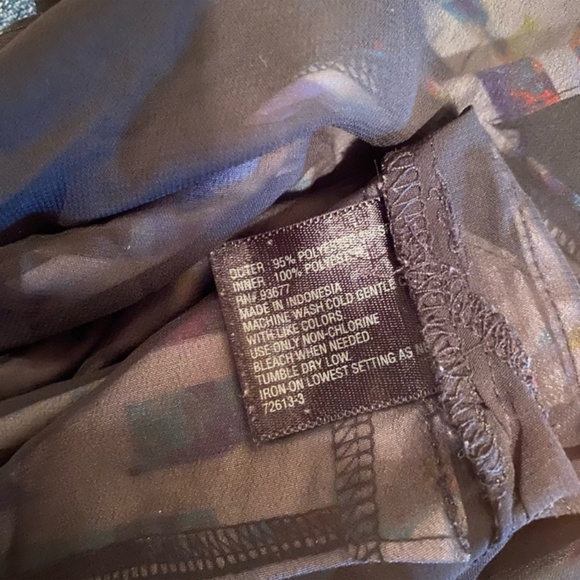 OUTER : 95% POLYESTER
INNER : 100% POLYESTER
RN# 93677
MADE IN INDONESIA
MACHINE WASH COLD GENTLE
WITH LIKE COLORS
USE ONLY NON-CHLORINE
BLEACH WHEN NEEDED.
TUMBLE DRY LOW.
IRON-ON LOWEST SETTING AS
72613-3